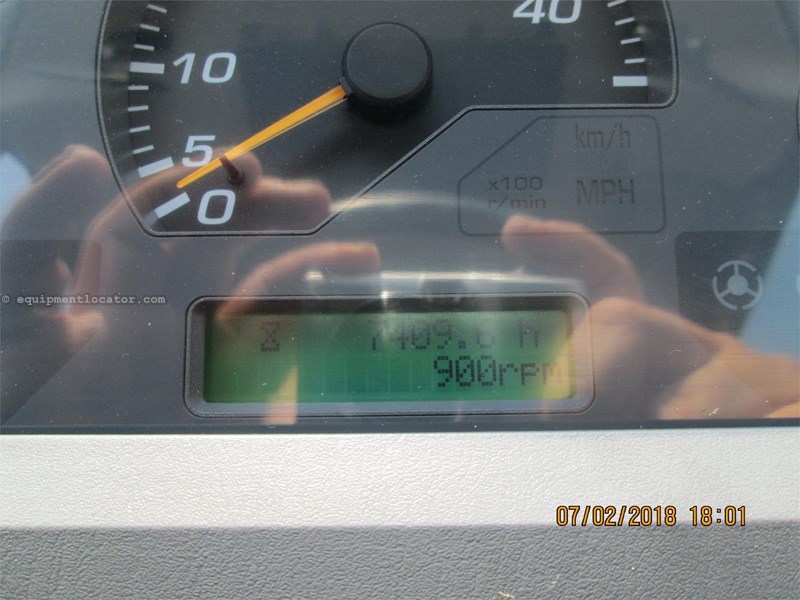 40
10
5
0
km/h
x100
r/min
MPH
© equipmentlocator.com
7409.6 h
900rpm
07/02/2018 18:01